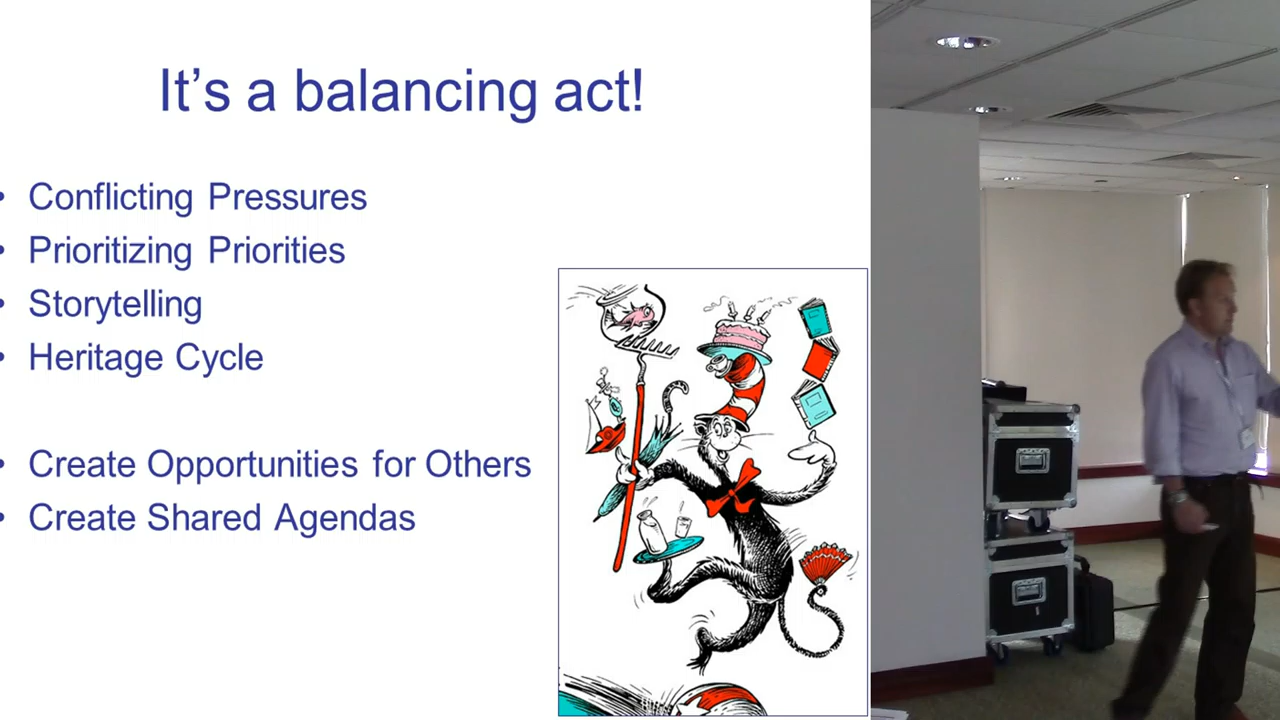 It's a balancing act!
• Conflicting Pressures
• Prioritizing Priorities
• Storytelling
• Heritage Cycle
• Create Opportunities for Others
• Create Shared Agendas